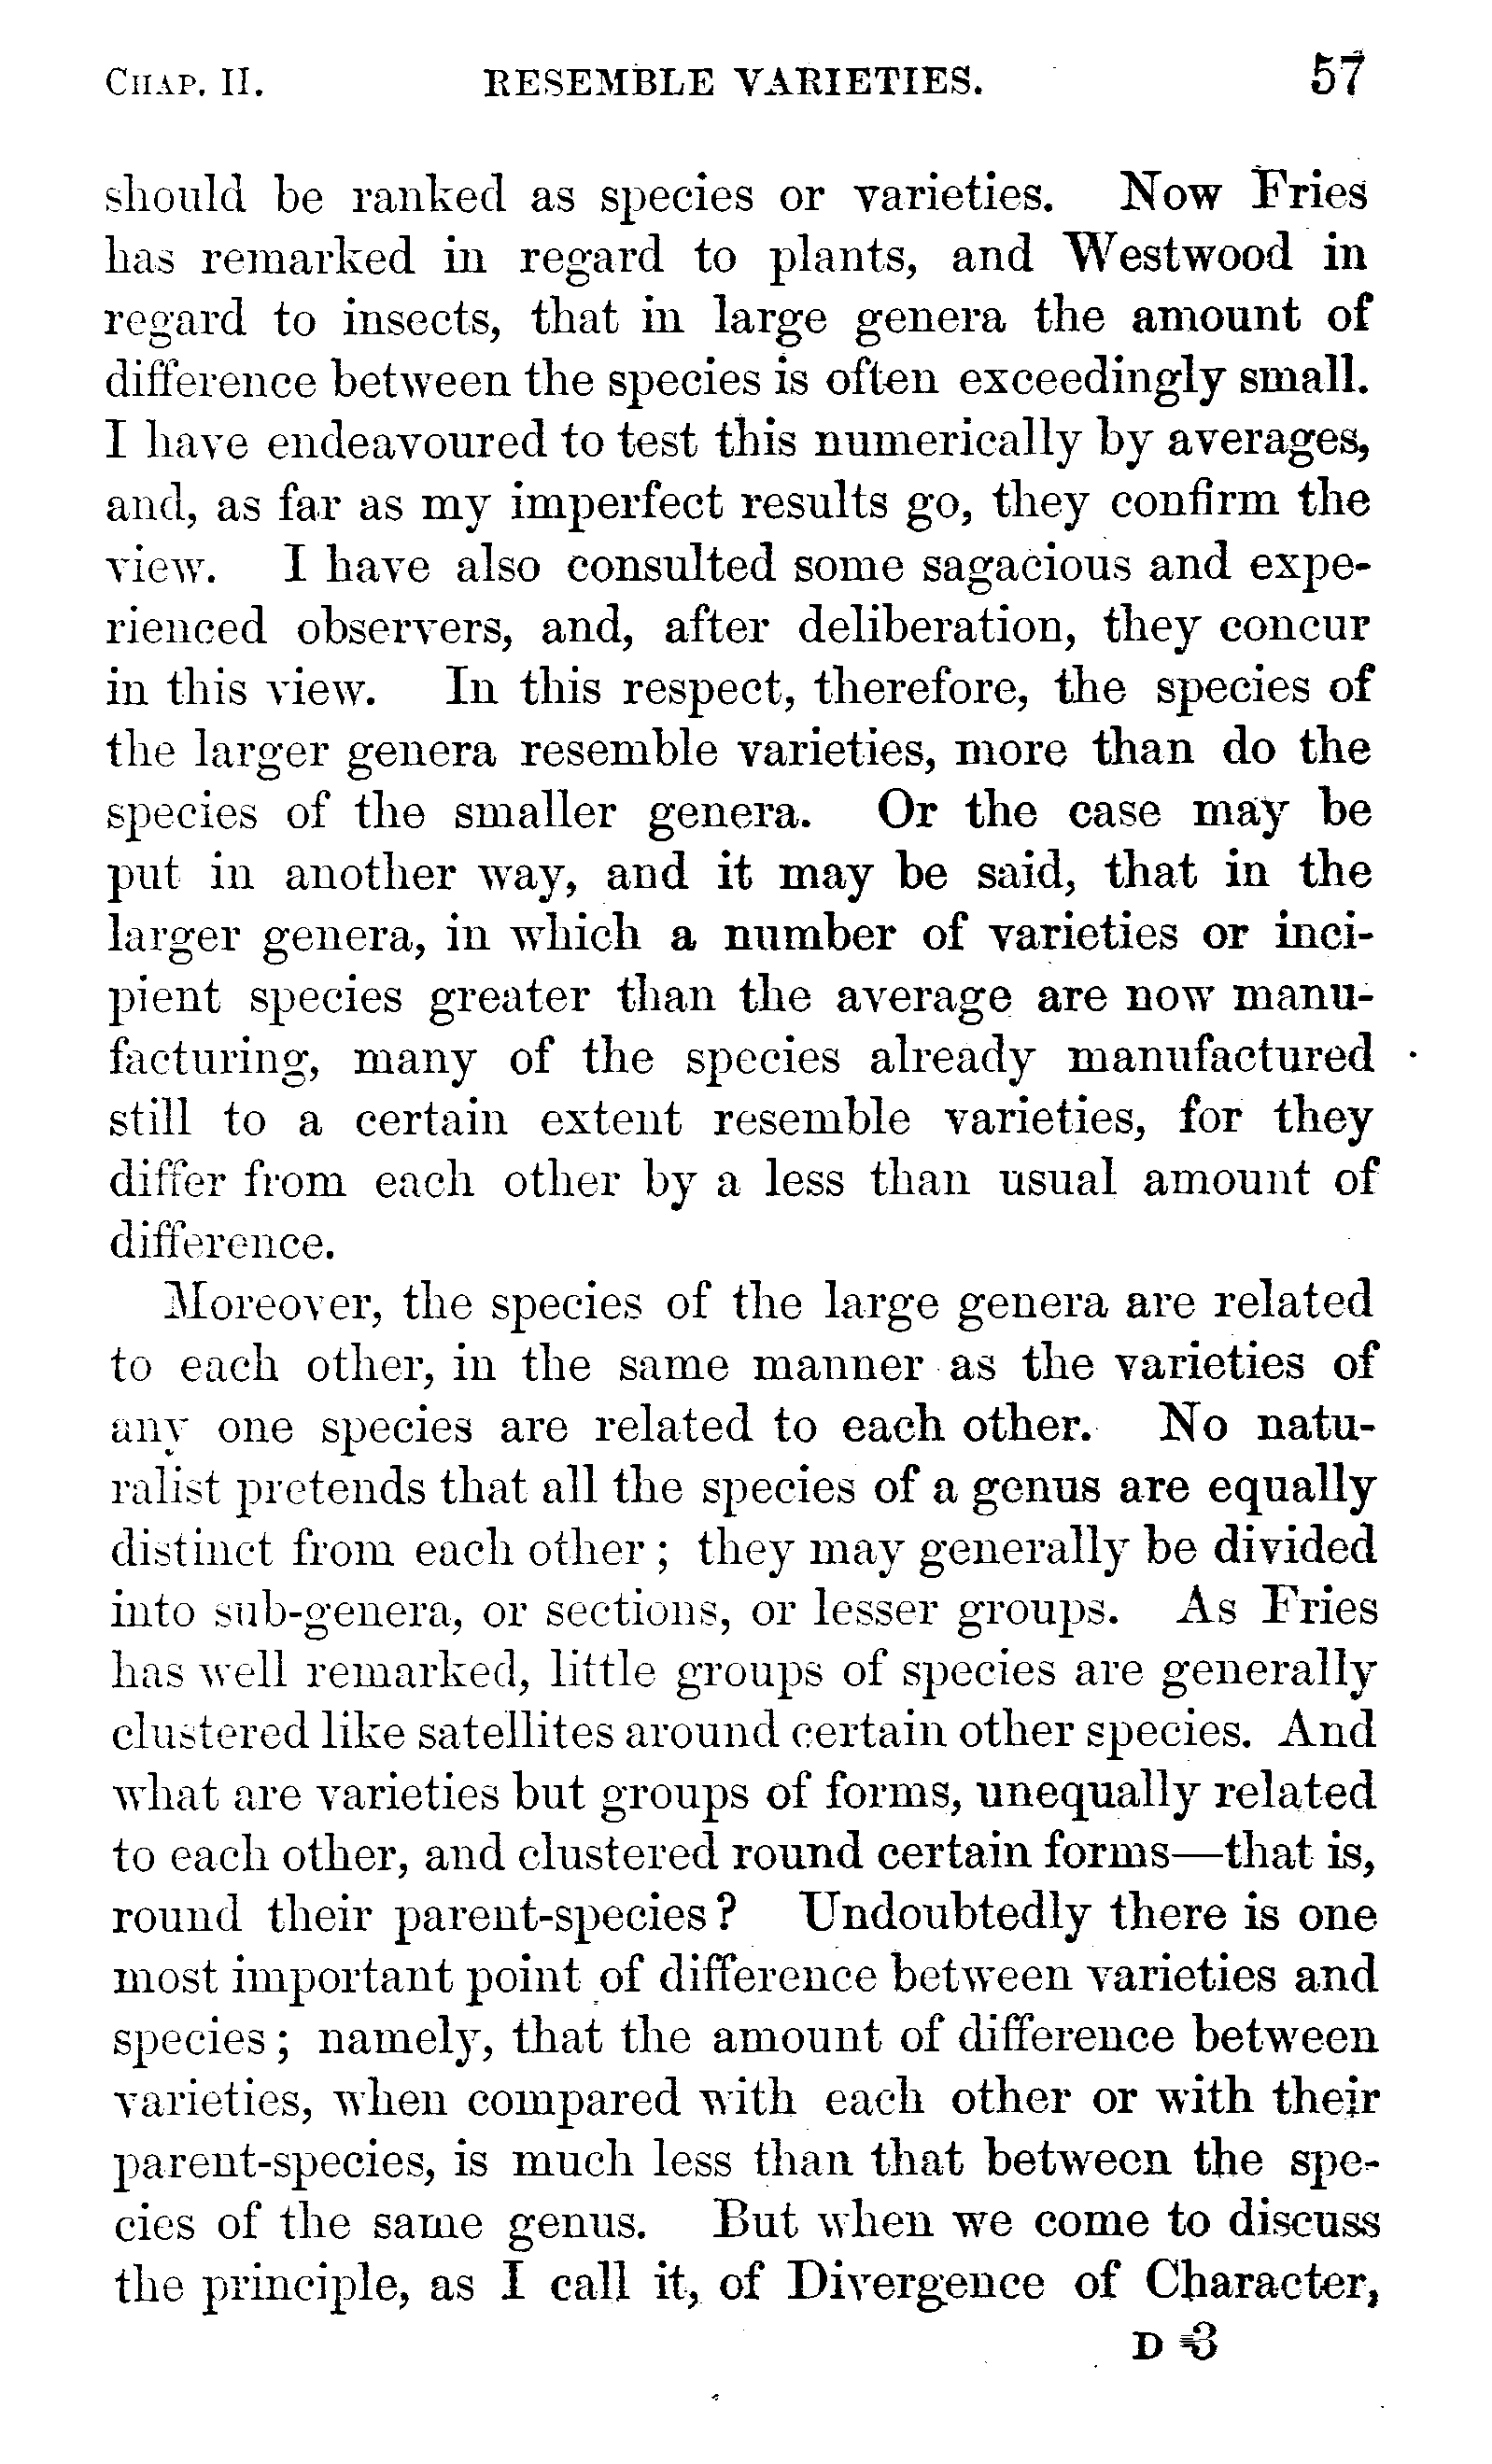 CHAP. II. RESEMBLE VARIETIES. 57
should be ranked as species or varieties. Now Fries
has remarked in regard to plants, and Westwood in
regard to insects, that in large genera the amount of
difference between the species is often exceedingly small.
I have endeavoured to test this numerically by averages,
and, as far as my imperfect results go, they confirm the
view. I have also consulted some sagacious and expe-
rienced observers, and, after deliberation, they concur
in this view. In this respect, therefore, the species of
the larger genera resemble varieties, more than do the
species of the smaller genera. Or the case may be
put in another way, and it may be said, that in the
larger genera, in which a number of varieties or inci-
pient species greater than the average are now manu-
facturing, many of the species already manufactured
still to a certain extent resemble varieties, for they
differ from each other by a less than usual amount of
difference.
Moreover, the species of the large genera are related
to each other, in the same manner as the varieties of
any one species are related to each other. No natu-
ralist pretends that all the species of a genus are equally
distinct from each other; they may generally be divided
into sub-genera, or sections, or lesser groups. As Fries
has well remarked, little groups of species are generally
clustered like satellites around certain other species. And
what are varieties but groups of forms, unequally related
to each other, and clustered round certain forms—that is,
round their parent-species? Undoubtedly there is one
most important point of difference between varieties and
species; namely, that the amount of difference between
varieties, when compared with each other or with their
parent-species, is much less than that between the spe-
cies of the same genus. But when we come to discuss
the principle, as I call it, of Divergence of Character,
D 3